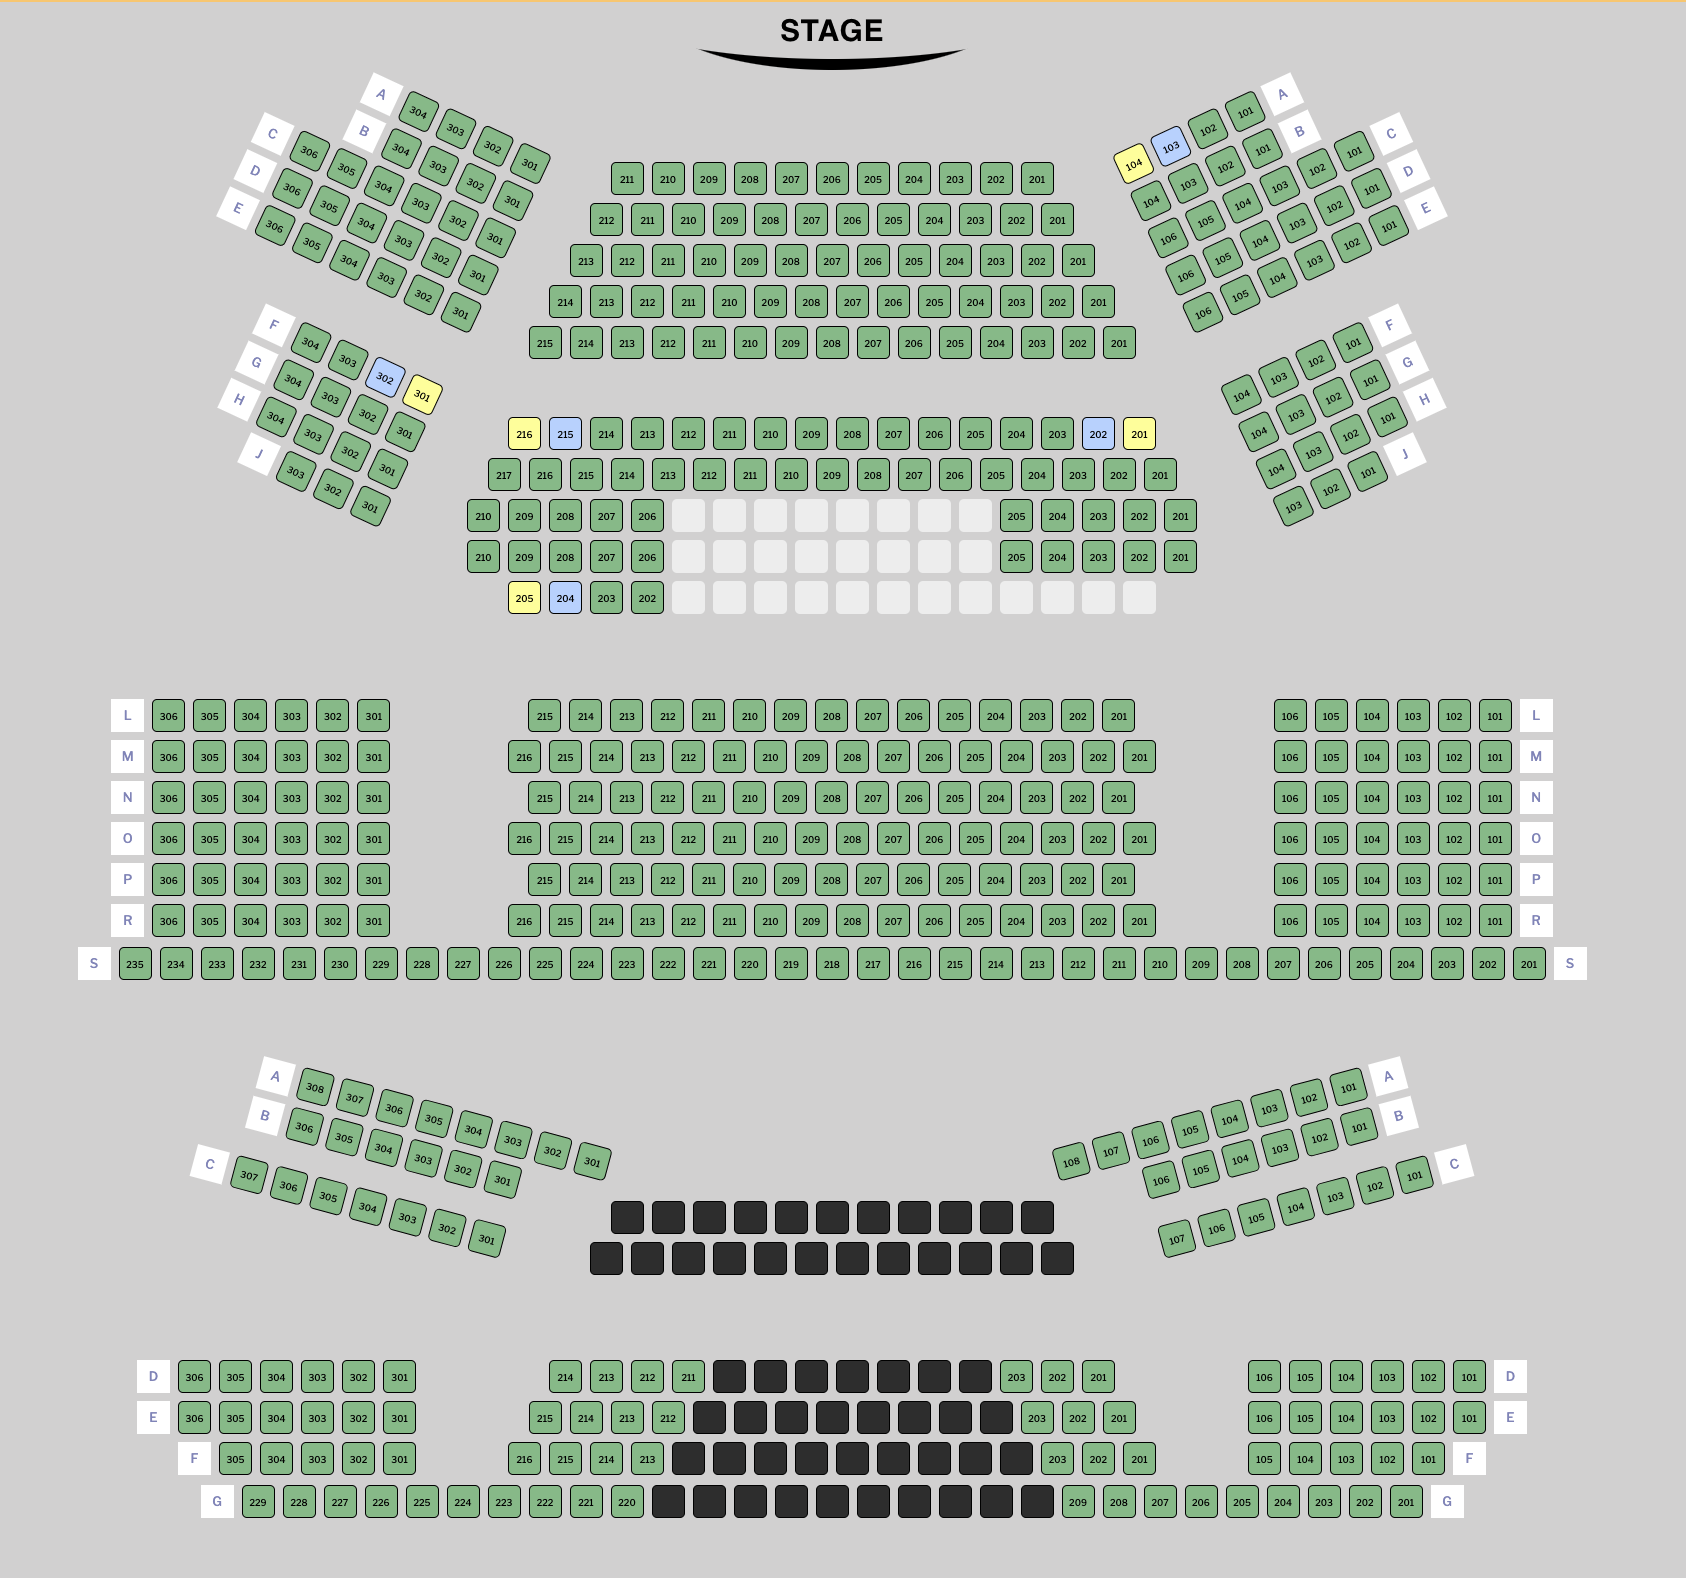 STAGE
A 304 303 302 301
B 304 303 302 301
C 306 305 304 303 302 301
D 306 305 304 303 302 301
E 306 305 304 303 302 301
211 210 209 208 207 206 205 204 203 202 201
212 211 210 209 208 207 206 205 204 203 202 201
213 212 211 210 209 208 207 206 205 204 203 202 201
214 213 212 211 210 209 208 207 206 205 204 203 202 201
215 214 213 212 211 210 209 208 207 206 205 204 203 202 201
104 103 102 101 A
104 103 102 101 B
106 105 104 103 102 101 C
106 105 104 103 102 101 D
106 105 104 103 102 101 E
F 304 303 302 301
G 304 303 302 301
H 304 303 302 301
J 303 302 301
216 215 214 213 212 211 210 209 208 207 206 205 204 203 202 201
217 216 215 214 213 212 211 210 209 208 207 206 205 204 203 202 201
210 209 208 207 206 205 204 203 202 201
210 209 208 207 206 205 204 203 202 201
205 204 203 202
104 103 102 101 F
104 103 102 101 G
104 103 102 101 H
103 102 101 J
L 306 305 304 303 302 301 215 214 213 212 211 210 209 208 207 206 205 204 203 202 201 106 105 104 103 102 101 L
M 306 305 304 303 302 301 216 215 214 213 212 211 210 209 208 207 206 205 204 203 202 201 106 105 104 103 102 101 M
N 306 305 304 303 302 301 215 214 213 212 211 210 209 208 207 206 205 204 203 202 201 106 105 104 103 102 101 N
O 306 305 304 303 302 301 216 215 214 213 212 211 210 209 208 207 206 205 204 203 202 201 106 105 104 103 102 101 O
P 306 305 304 303 302 301 215 214 213 212 211 210 209 208 207 206 205 204 203 202 201 106 105 104 103 102 101 P
R 306 305 304 303 302 301 216 215 214 213 212 211 210 209 208 207 206 205 204 203 202 201 106 105 104 103 102 101 R
S 235 234 233 232 231 230 229 228 227 226 225 224 223 222 221 220 219 218 217 216 215 214 213 212 211 210 209 208 207 206 205 204 203 202 201 S
A 308 307 306 305 304 303 302 301
B 306 305 304 303 302 301
C 307 306 305 304 303 302 301
108 107 106 105 104 103 102 101 A
106 105 104 103 102 101 B
107 106 105 104 103 102 101 C
D 306 305 304 303 302 301 214 213 212 211 203 202 201 106 105 104 103 102 101 D
E 306 305 304 303 302 301 215 214 213 212 203 202 201 106 105 104 103 102 101 E
F 305 304 303 302 301 216 215 214 213 203 202 201 105 104 103 102 101 F
G 229 228 227 226 225 224 223 222 221 220 209 208 207 206 205 204 203 202 201 G